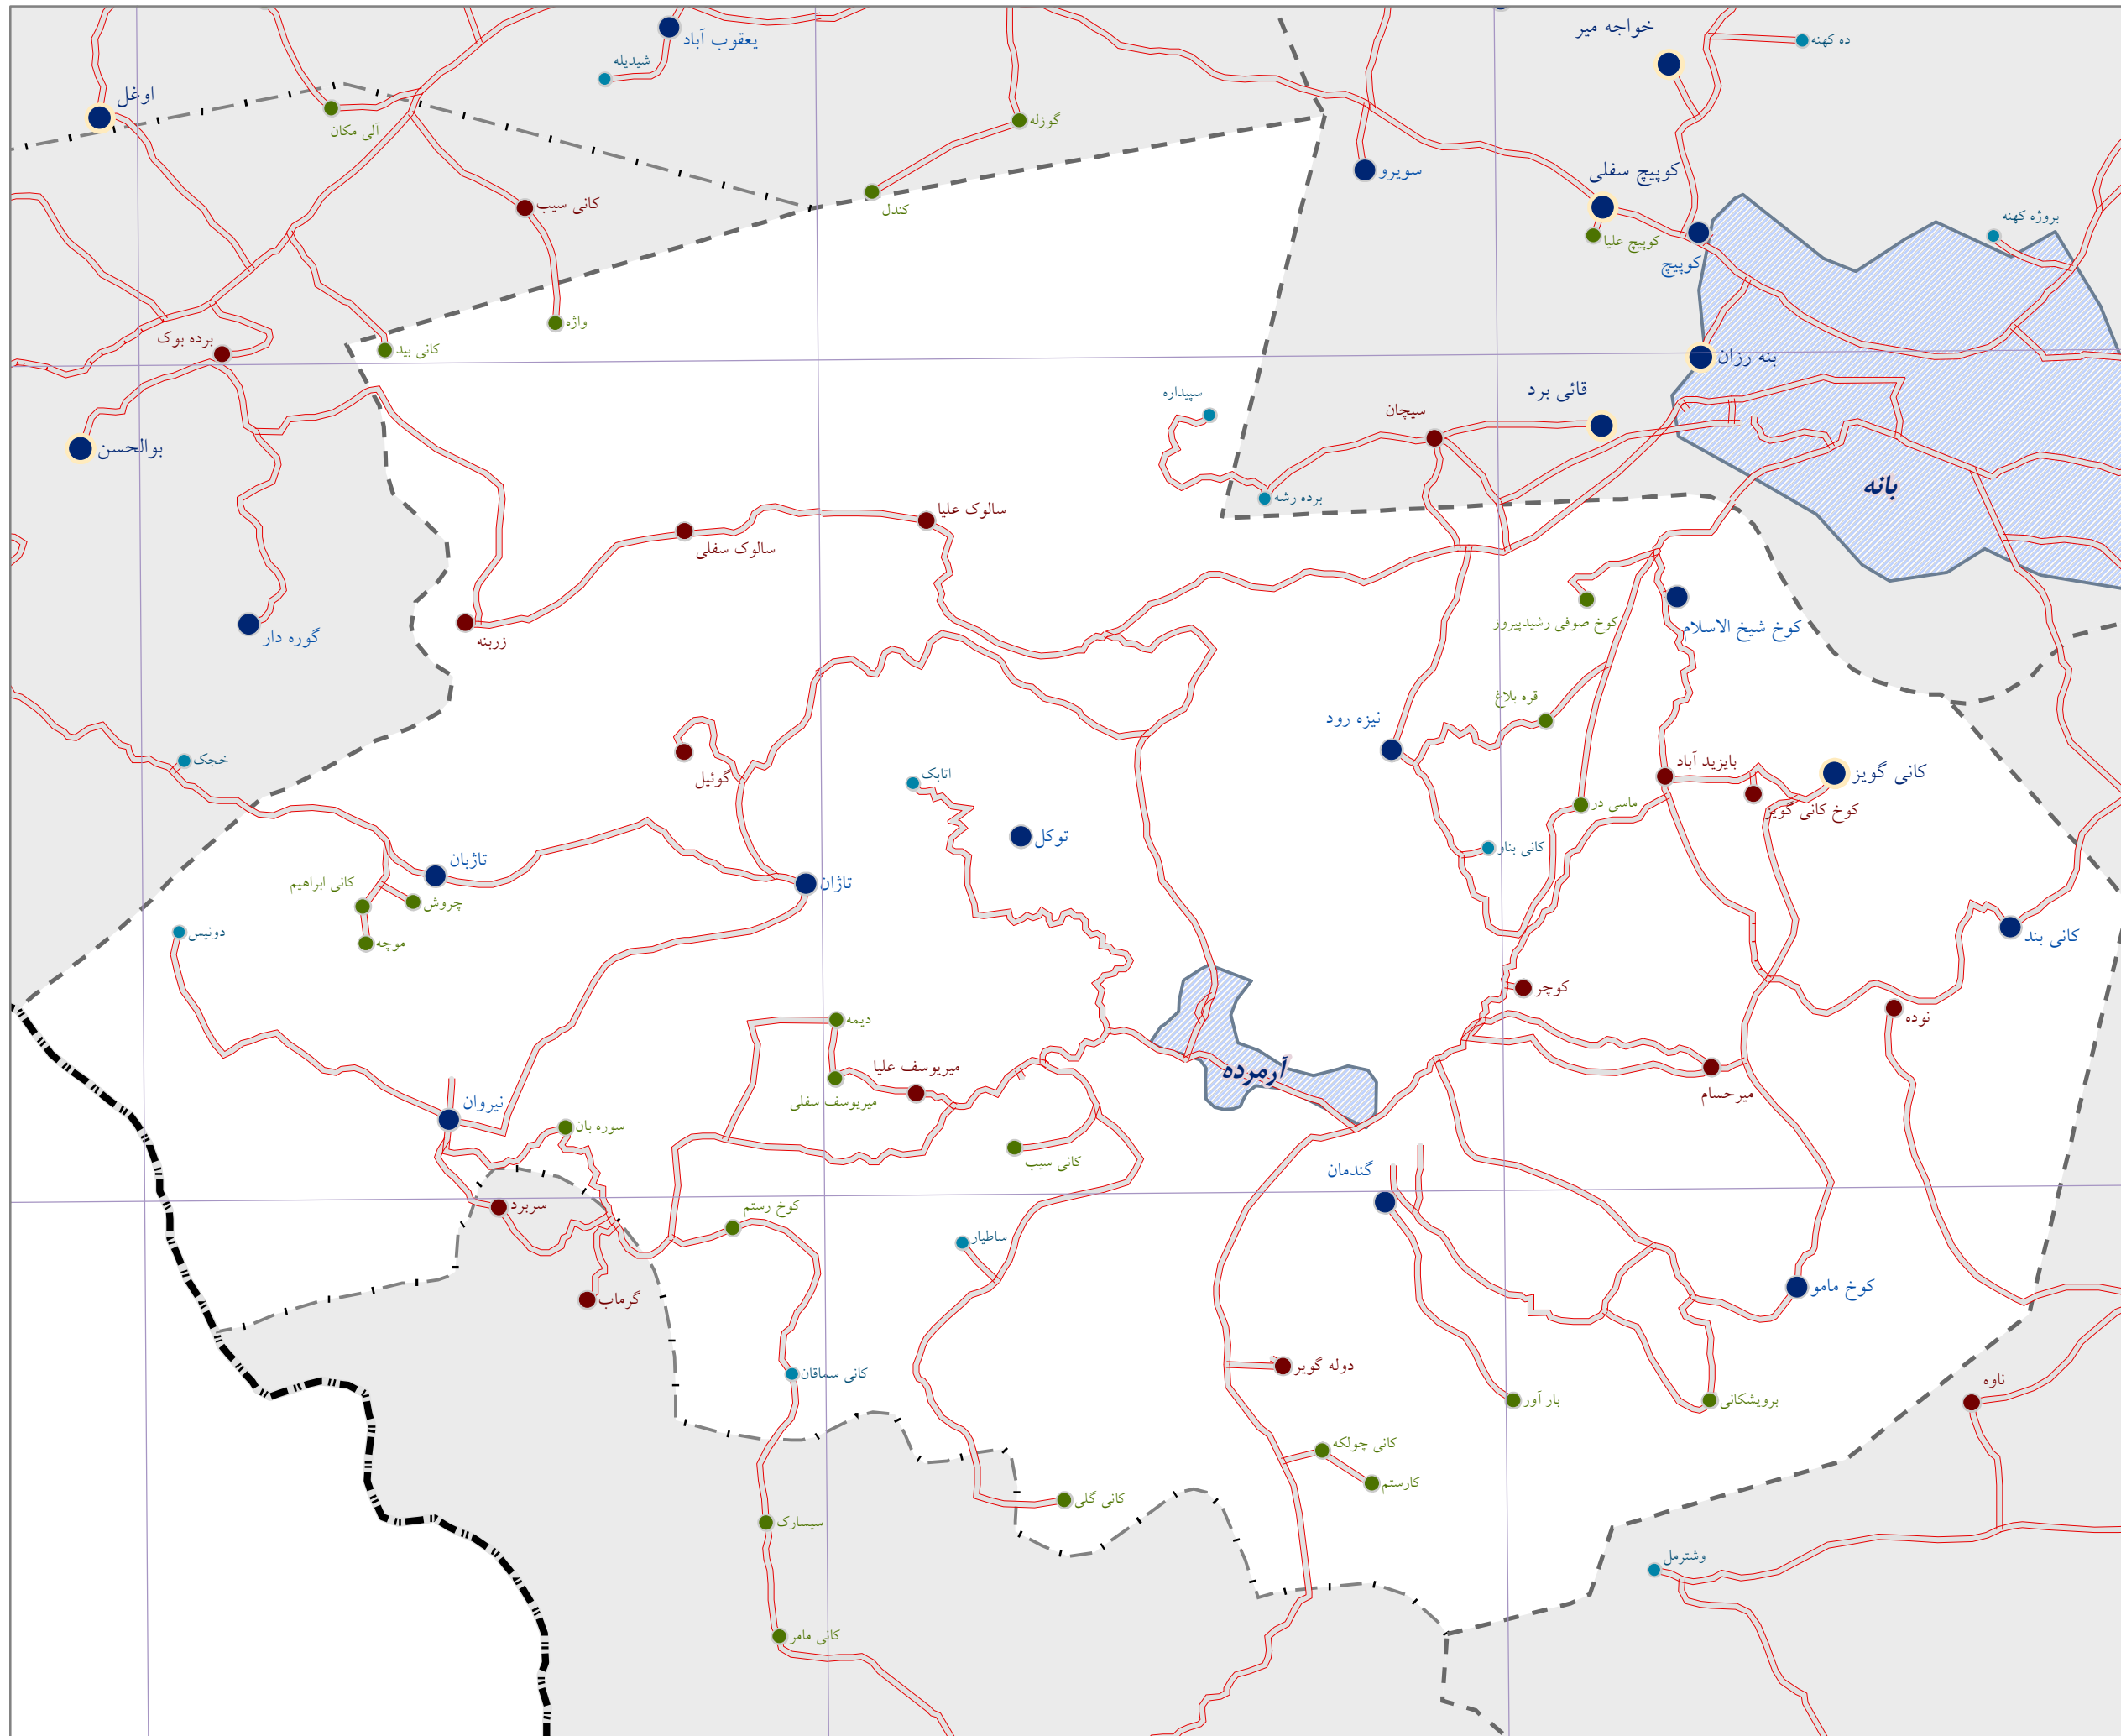 خواجه میر
ده کهنه
یعقوب آباد
شیدیله
اوغل
آلی مکان
گوزله
سویرو
کوپیچ سفلی
کانی سیب
کندل
بروژه کهنه
کوپیچ علیا
کوپیچ
واژه
برده بوک
کانی بید
بنه رزان
قائی برد
سپیداره
سیچان
بوالحسن
بانه
برده رشه
سالوک علیا
سالوک سفلی
کوخ صوفی رشیدپیروز
کوخ شیخ الاسلام
گوره دار
زربنه
قره بلاغ
نیزه رود
خجک
بایزید آباد
کانی گویز
گوئیل
اتابک
ماسی در
کوخ کانی گویز
توکل
کانی بناو
تاژبان
تاژان
کانی ابراهیم
چروش
دونیس
موچه
کانی بند
کوچر
نوده
دیمه
میریوسف علیا
آرمرده
میرحسام
نیروان
میریوسف سفلی
سوره بان
کانی سیب
گندمان
سربرد
کوخ رستم
ساطیار
کوخ مامو
گرماب
دوله گویر
کانی سماقان
ناوه
بار آور
برویشکانی
کانی چولکه
کارستم
کانی گلی
سیسارک
وشترمل
کانی مامر